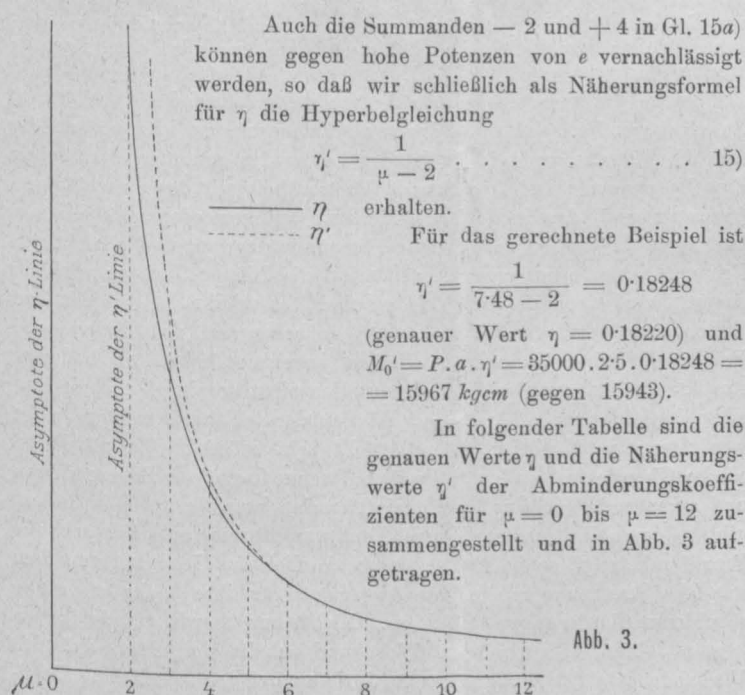 Auch die Summanden — 2 und + 4 in Gl. 15a)
können gegen hohe Potenzen von e vernachlässigt
werden, so daß wir schließlich als Näherungsformel
für η die Hyperbelgleichung
η′ = 1 / (μ — 2) . . . . . . . . . 15)
η erhalten.
η′
Für das gerechnete Beispiel ist
η′ = 1 / (7·48 — 2) = 0·18248
(genauer Wert η = 0·18220) und
M₀′ = P . a . η′ = 35000 . 2·5 . 0·18248 =
= 15967 kgcm (gegen 15943).
In folgender Tabelle sind die
genauen Werte η und die Näherungs-
werte η′ der Abminderungskoeffi-
zienten für μ = 0 bis μ = 12 zu-
sammengestellt und in Abb. 3 auf-
getragen.
Asymptote der η-Linie
Asymptote der η′ Linie
Abb. 3.
μ=0 2 4 6 8 10 12